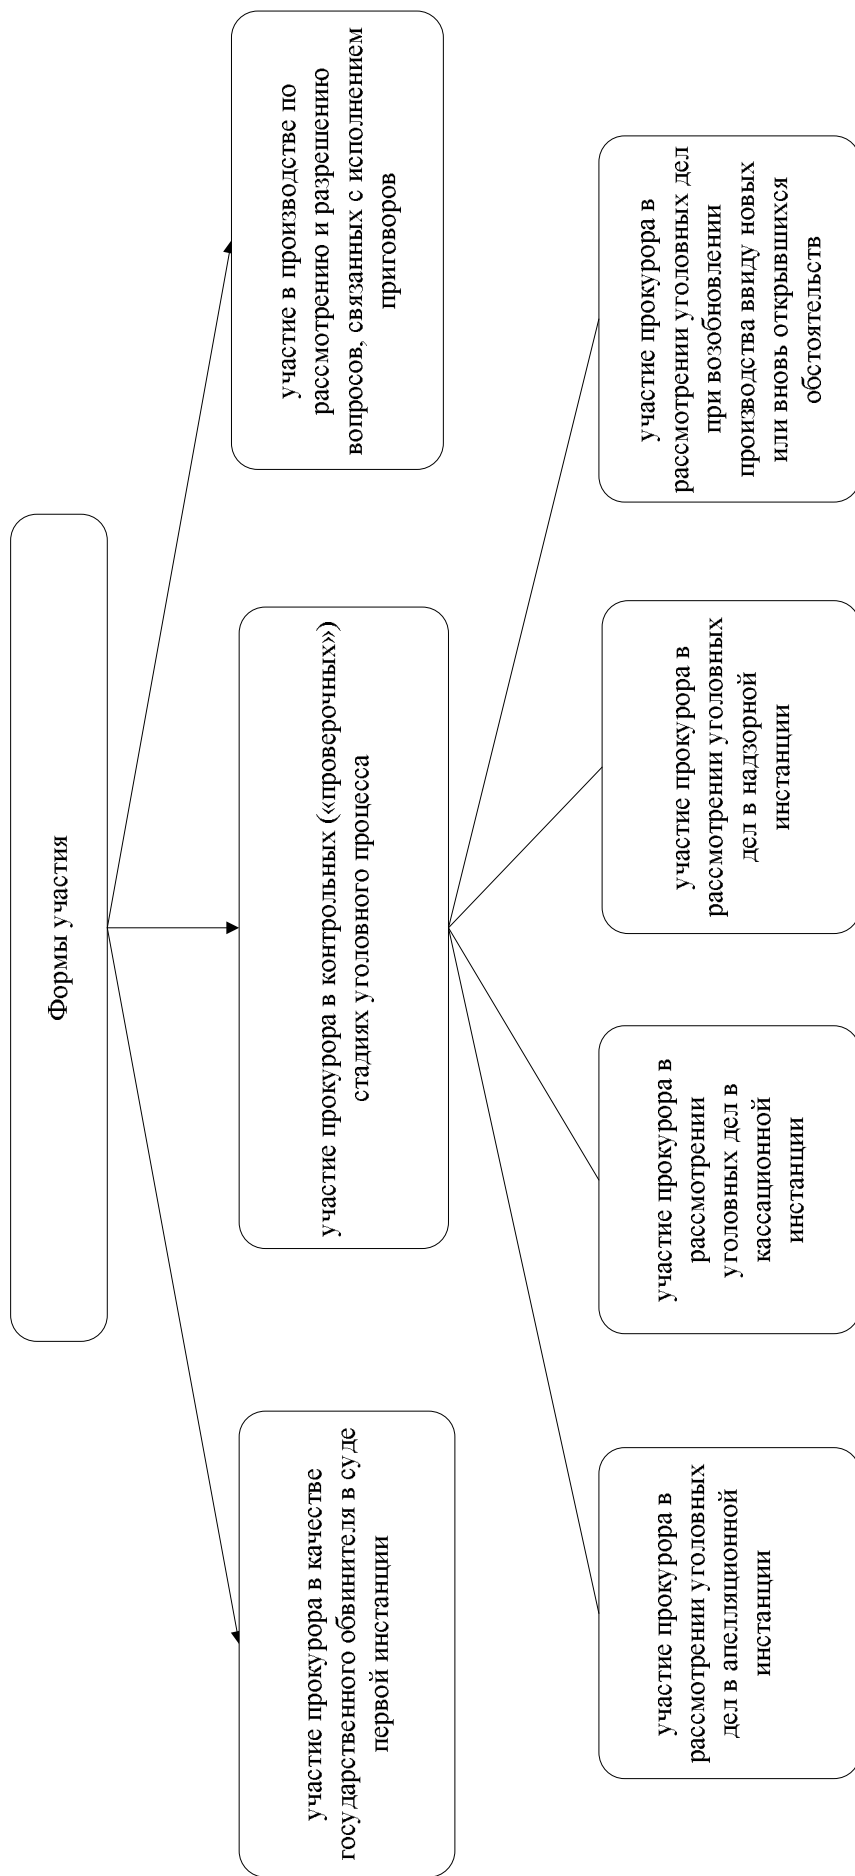 Формы участия
участие прокурора в качестве
государственного обвинителя в суде
первой инстанции
участие прокурора в контрольных («проверочных»)
стадиях уголовного процесса
участие в производстве по
рассмотрению и разрешению
вопросов, связанных с исполнением
приговоров
участие прокурора в
рассмотрении уголовных
дел в апелляционной
инстанции
участие прокурора в
рассмотрении
уголовных дел в
кассационной
инстанции
участие прокурора в
рассмотрении уголовных
дел в надзорной
инстанции
участие прокурора в
рассмотрении уголовных дел
при возобновлении
производства ввиду новых
или вновь открывшихся
обстоятельств